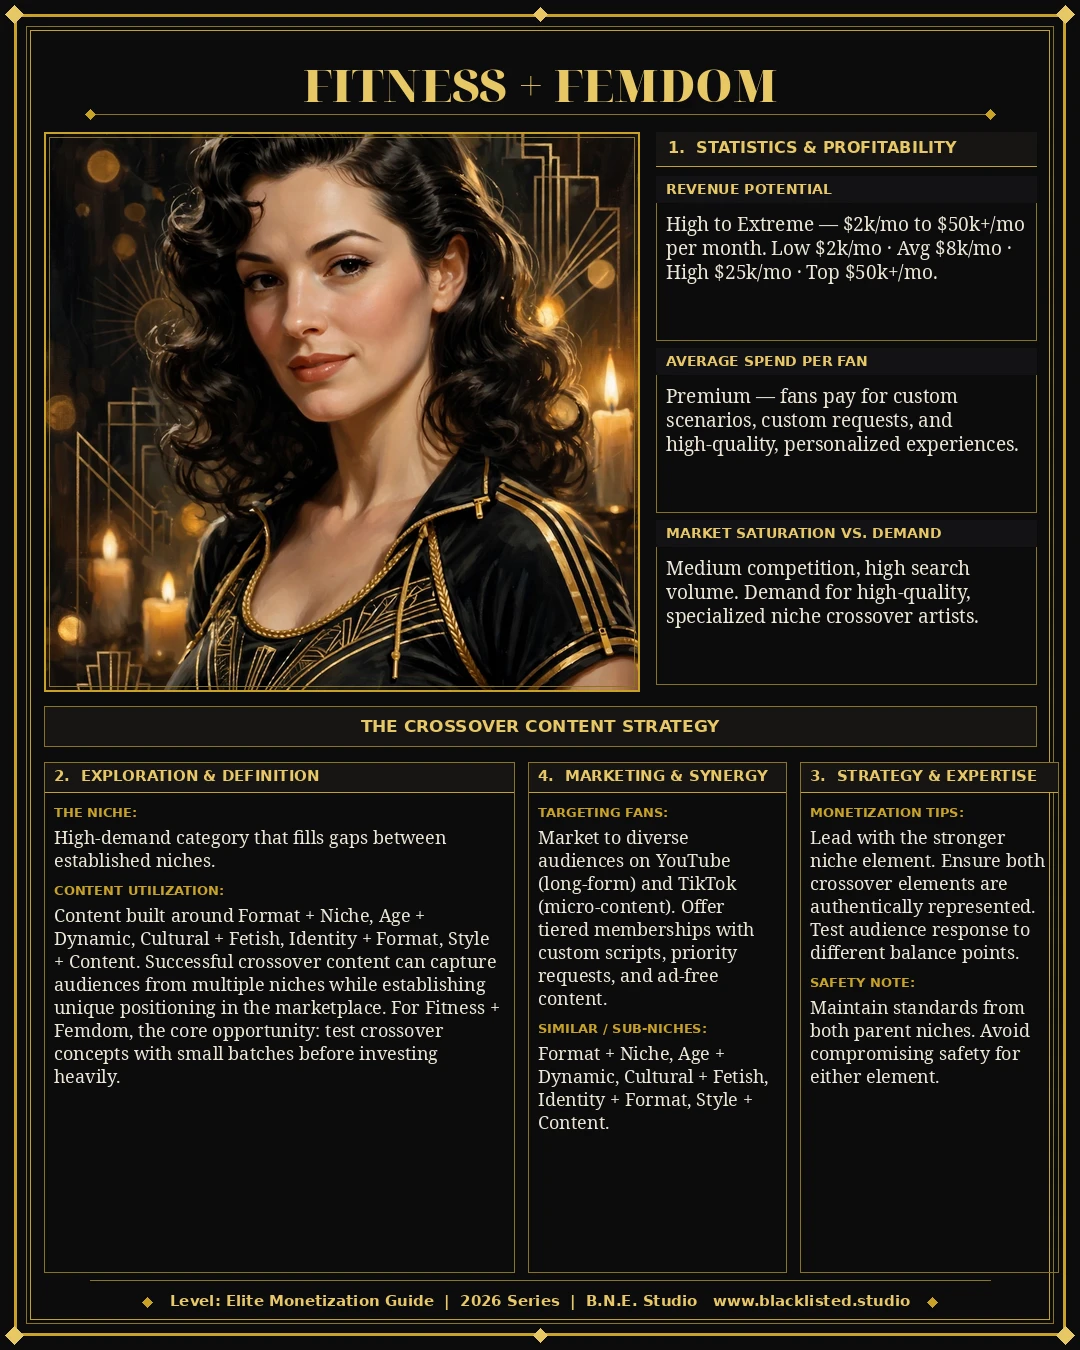 FITNESS + FEMDOM
1. STATISTICS & PROFITABILITY
REVENUE POTENTIAL
High to Extreme — $2k/mo to $50k+/mo
per month. Low $2k/mo · Avg $8k/mo ·
High $25k/mo · Top $50k+/mo.
AVERAGE SPEND PER FAN
Premium — fans pay for custom
scenarios, custom requests, and
high-quality, personalized experiences.
MARKET SATURATION VS. DEMAND
Medium competition, high search
volume. Demand for high-quality,
specialized niche crossover artists.
THE CROSSOVER CONTENT STRATEGY
2. EXPLORATION & DEFINITION
THE NICHE:
High-demand category that fills gaps between
established niches.
CONTENT UTILIZATION:
Content built around Format + Niche, Age +
Dynamic, Cultural + Fetish, Identity + Format, Style
+ Content. Successful crossover content can capture
audiences from multiple niches while establishing
unique positioning in the marketplace. For Fitness +
Femdom, the core opportunity: test crossover
concepts with small batches before investing
heavily.
4. MARKETING & SYNERGY
TARGETING FANS:
Market to diverse
audiences on YouTube
(long-form) and TikTok
(micro-content). Offer
tiered memberships with
custom scripts, priority
requests, and ad-free
content.
SIMILAR / SUB-NICHES:
Format + Niche, Age +
Dynamic, Cultural + Fetish,
Identity + Format, Style +
Content.
3. STRATEGY & EXPERTISE
MONETIZATION TIPS:
Lead with the stronger
niche element. Ensure both
crossover elements are
authentically represented.
Test audience response to
different balance points.
SAFETY NOTE:
Maintain standards from
both parent niches. Avoid
compromising safety for
either element.
Level: Elite Monetization Guide | 2026 Series | B.N.E. Studio www.blacklisted.studio